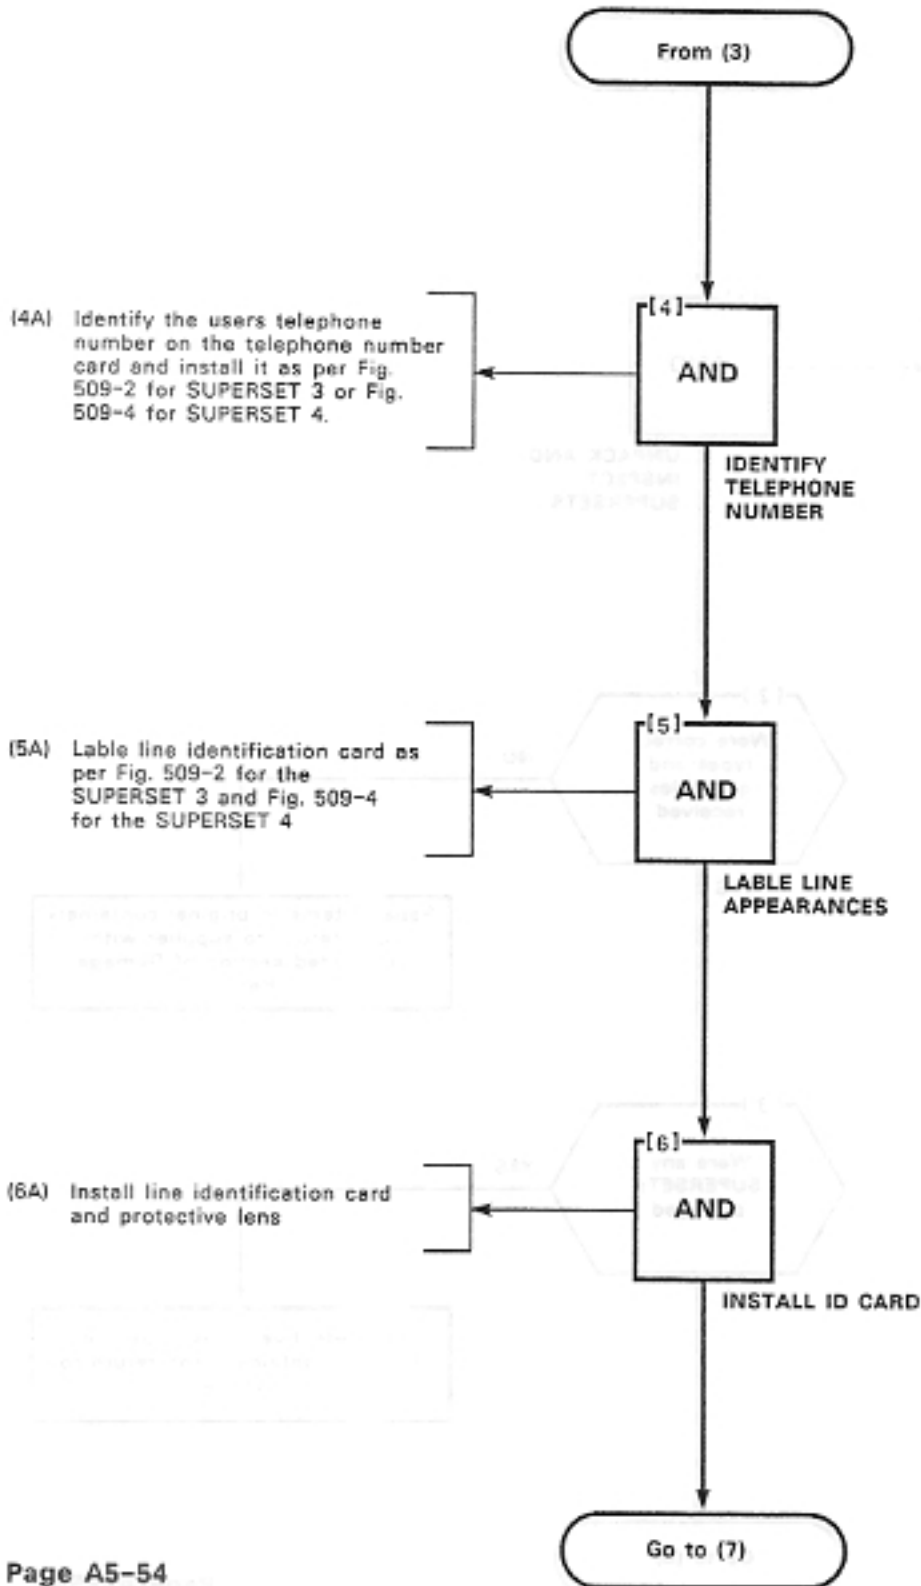 From (3)
[4]
AND
(4A) Identify the users telephone
number on the telephone number
card and install it as per Fig.
509-2 for SUPERSET 3 or Fig.
509-4 for SUPERSET 4.
IDENTIFY
TELEPHONE
NUMBER
UNPACK AND
INSPECT
SUPERSETS
[5]
AND
(5A) Lable line identification card as
per Fig. 509-2 for the
SUPERSET 3 and Fig. 509-4
for the SUPERSET 4
LABLE LINE
APPEARANCES
[6]
AND
(6A) Install line identification card
and protective lens
INSTALL ID CARD
Go to (7)
Page A5-54